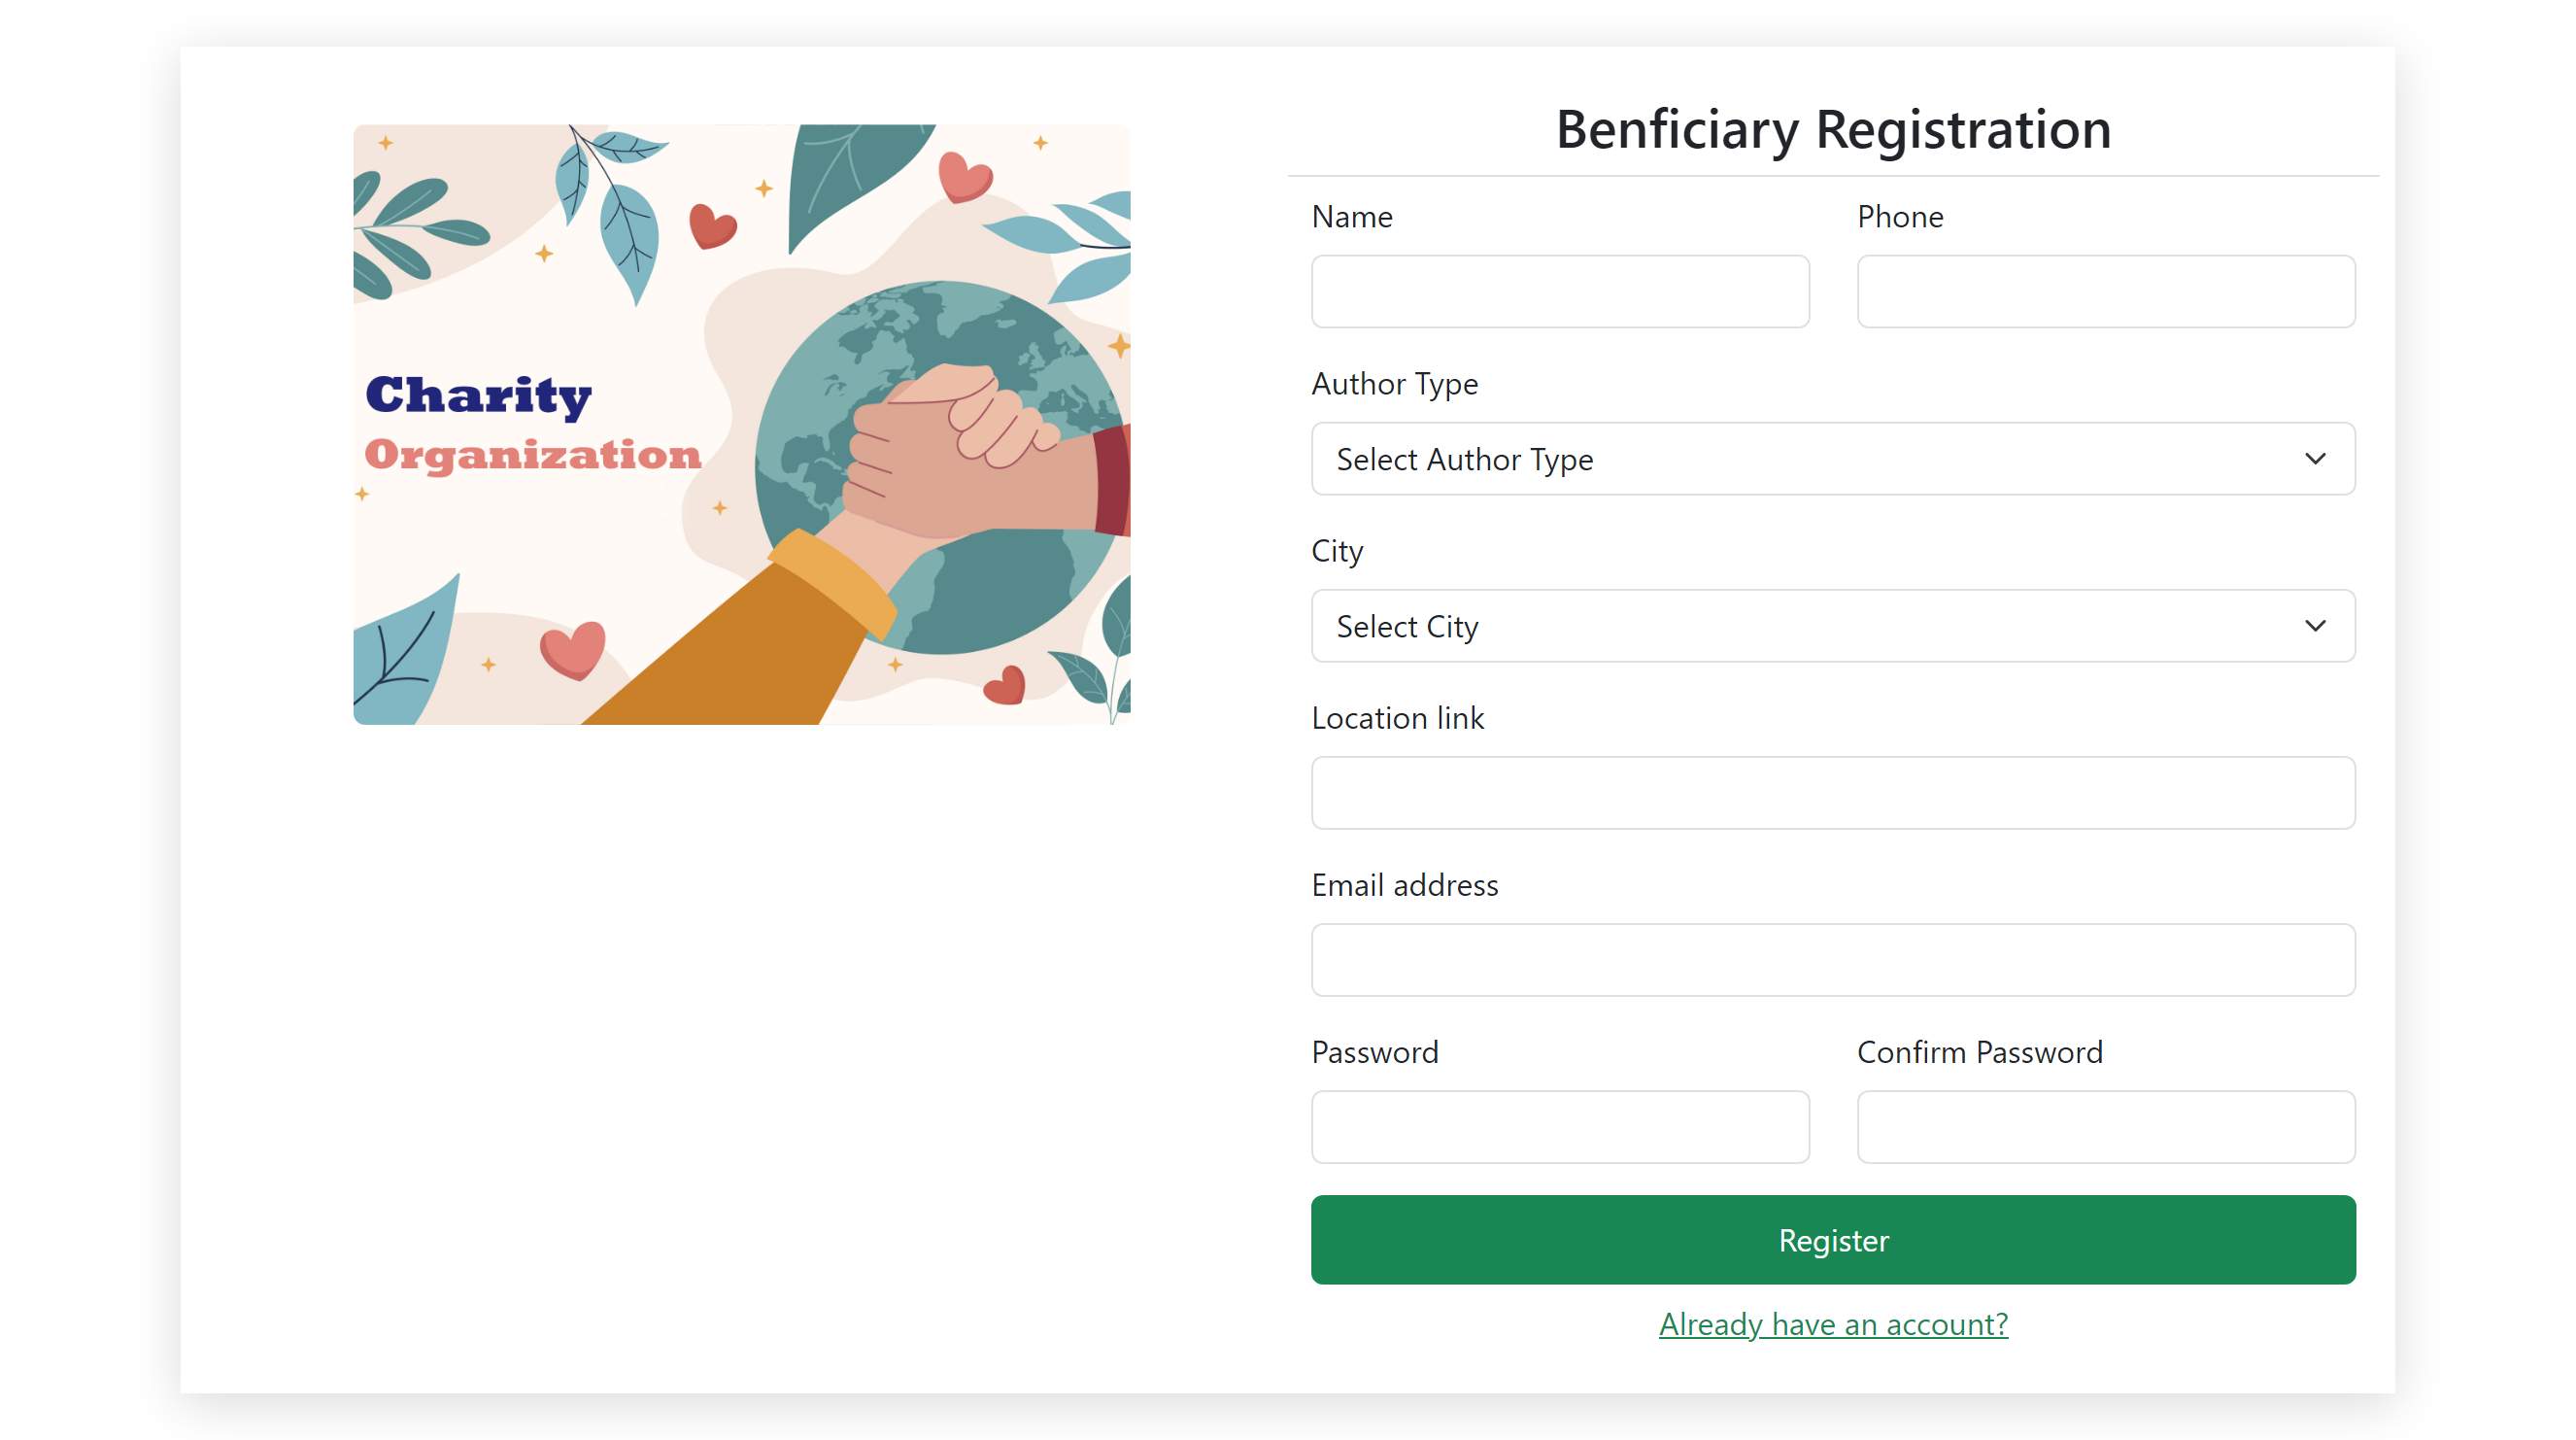 Charity
Organization
Benficiary Registration
Name
Phone
Author Type
Select Author Type
City
Select City
Location link
Email address
Password
Confirm Password
Register
Already have an account?